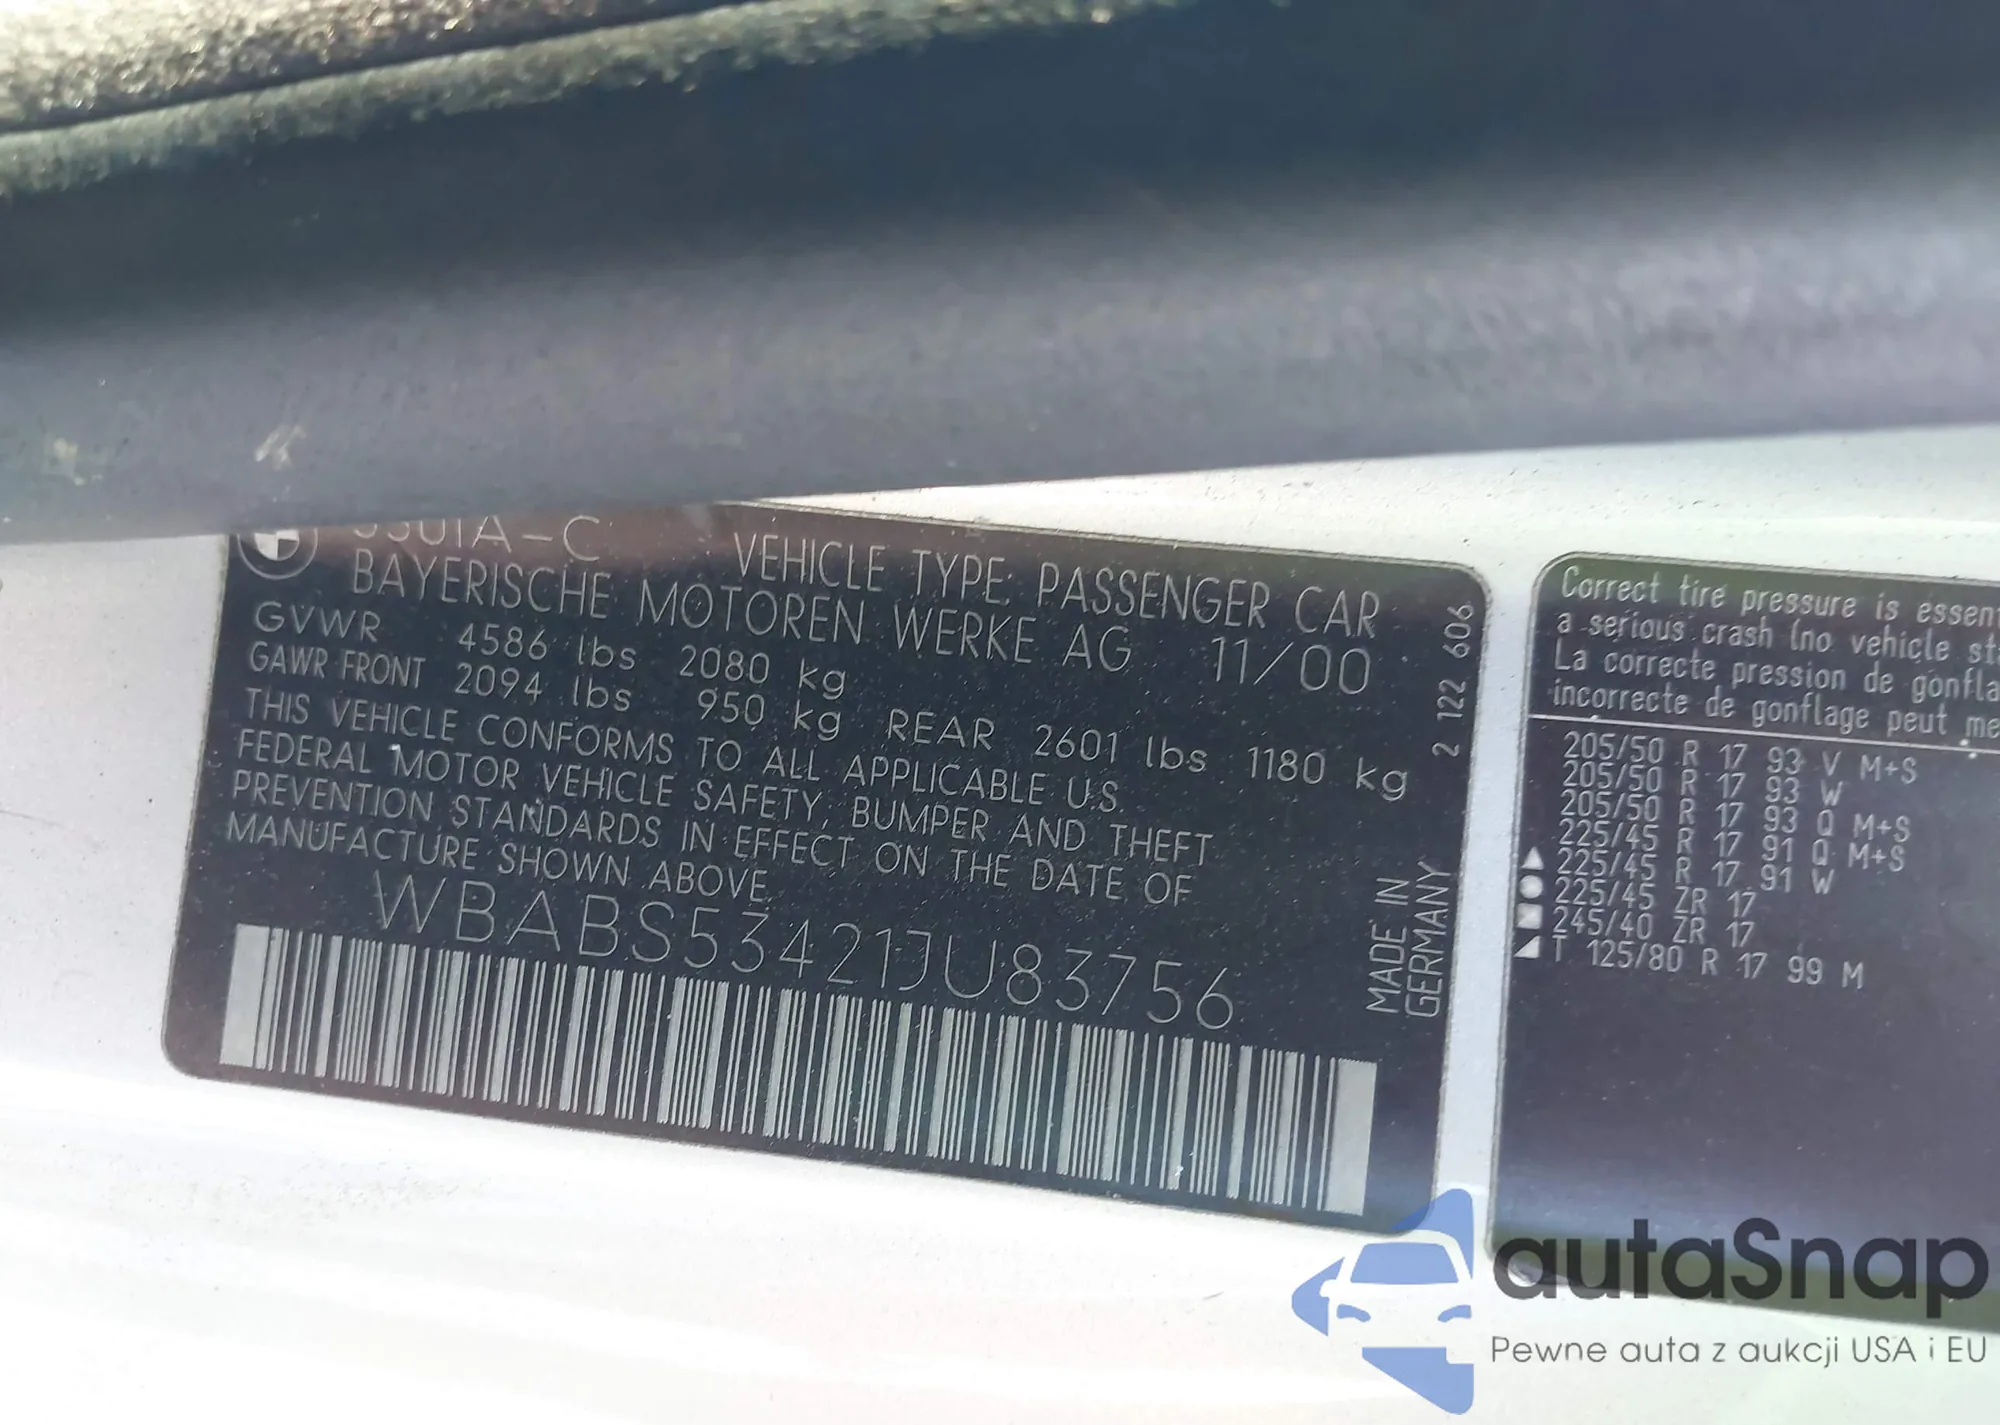 VEHICLE TYPE: PASSENGER CAR
BAYERISCHE MOTOREN WERKE AG 11/00
GVWR 4586 lbs 2080 kg
GAWR FRONT 2094 lbs 950 kg REAR 2601 lbs 1180 kg
THIS VEHICLE CONFORMS TO ALL APPLICABLE U.S.
FEDERAL MOTOR VEHICLE SAFETY, BUMPER AND THEFT
PREVENTION STANDARDS IN EFFECT ON THE DATE OF
MANUFACTURE SHOWN ABOVE
WBABS53421JU83756
2 122 606
MADE IN
GERMANY
Correct tire pressure is
a serious crash (no vehicle
La correcte pression de
incorrecte de gonflage peut
205/50 R 17 93 V M+S
205/50 R 17 93 W
205/50 R 17 93 Q M+S
225/45 R 17 91 Q M+S
225/45 R 17 91 W
225/45 ZR 17
245/40 ZR 17
T 125/80 R 17 99 M
autaSnap
Pewne auta z aukcji USA i EU